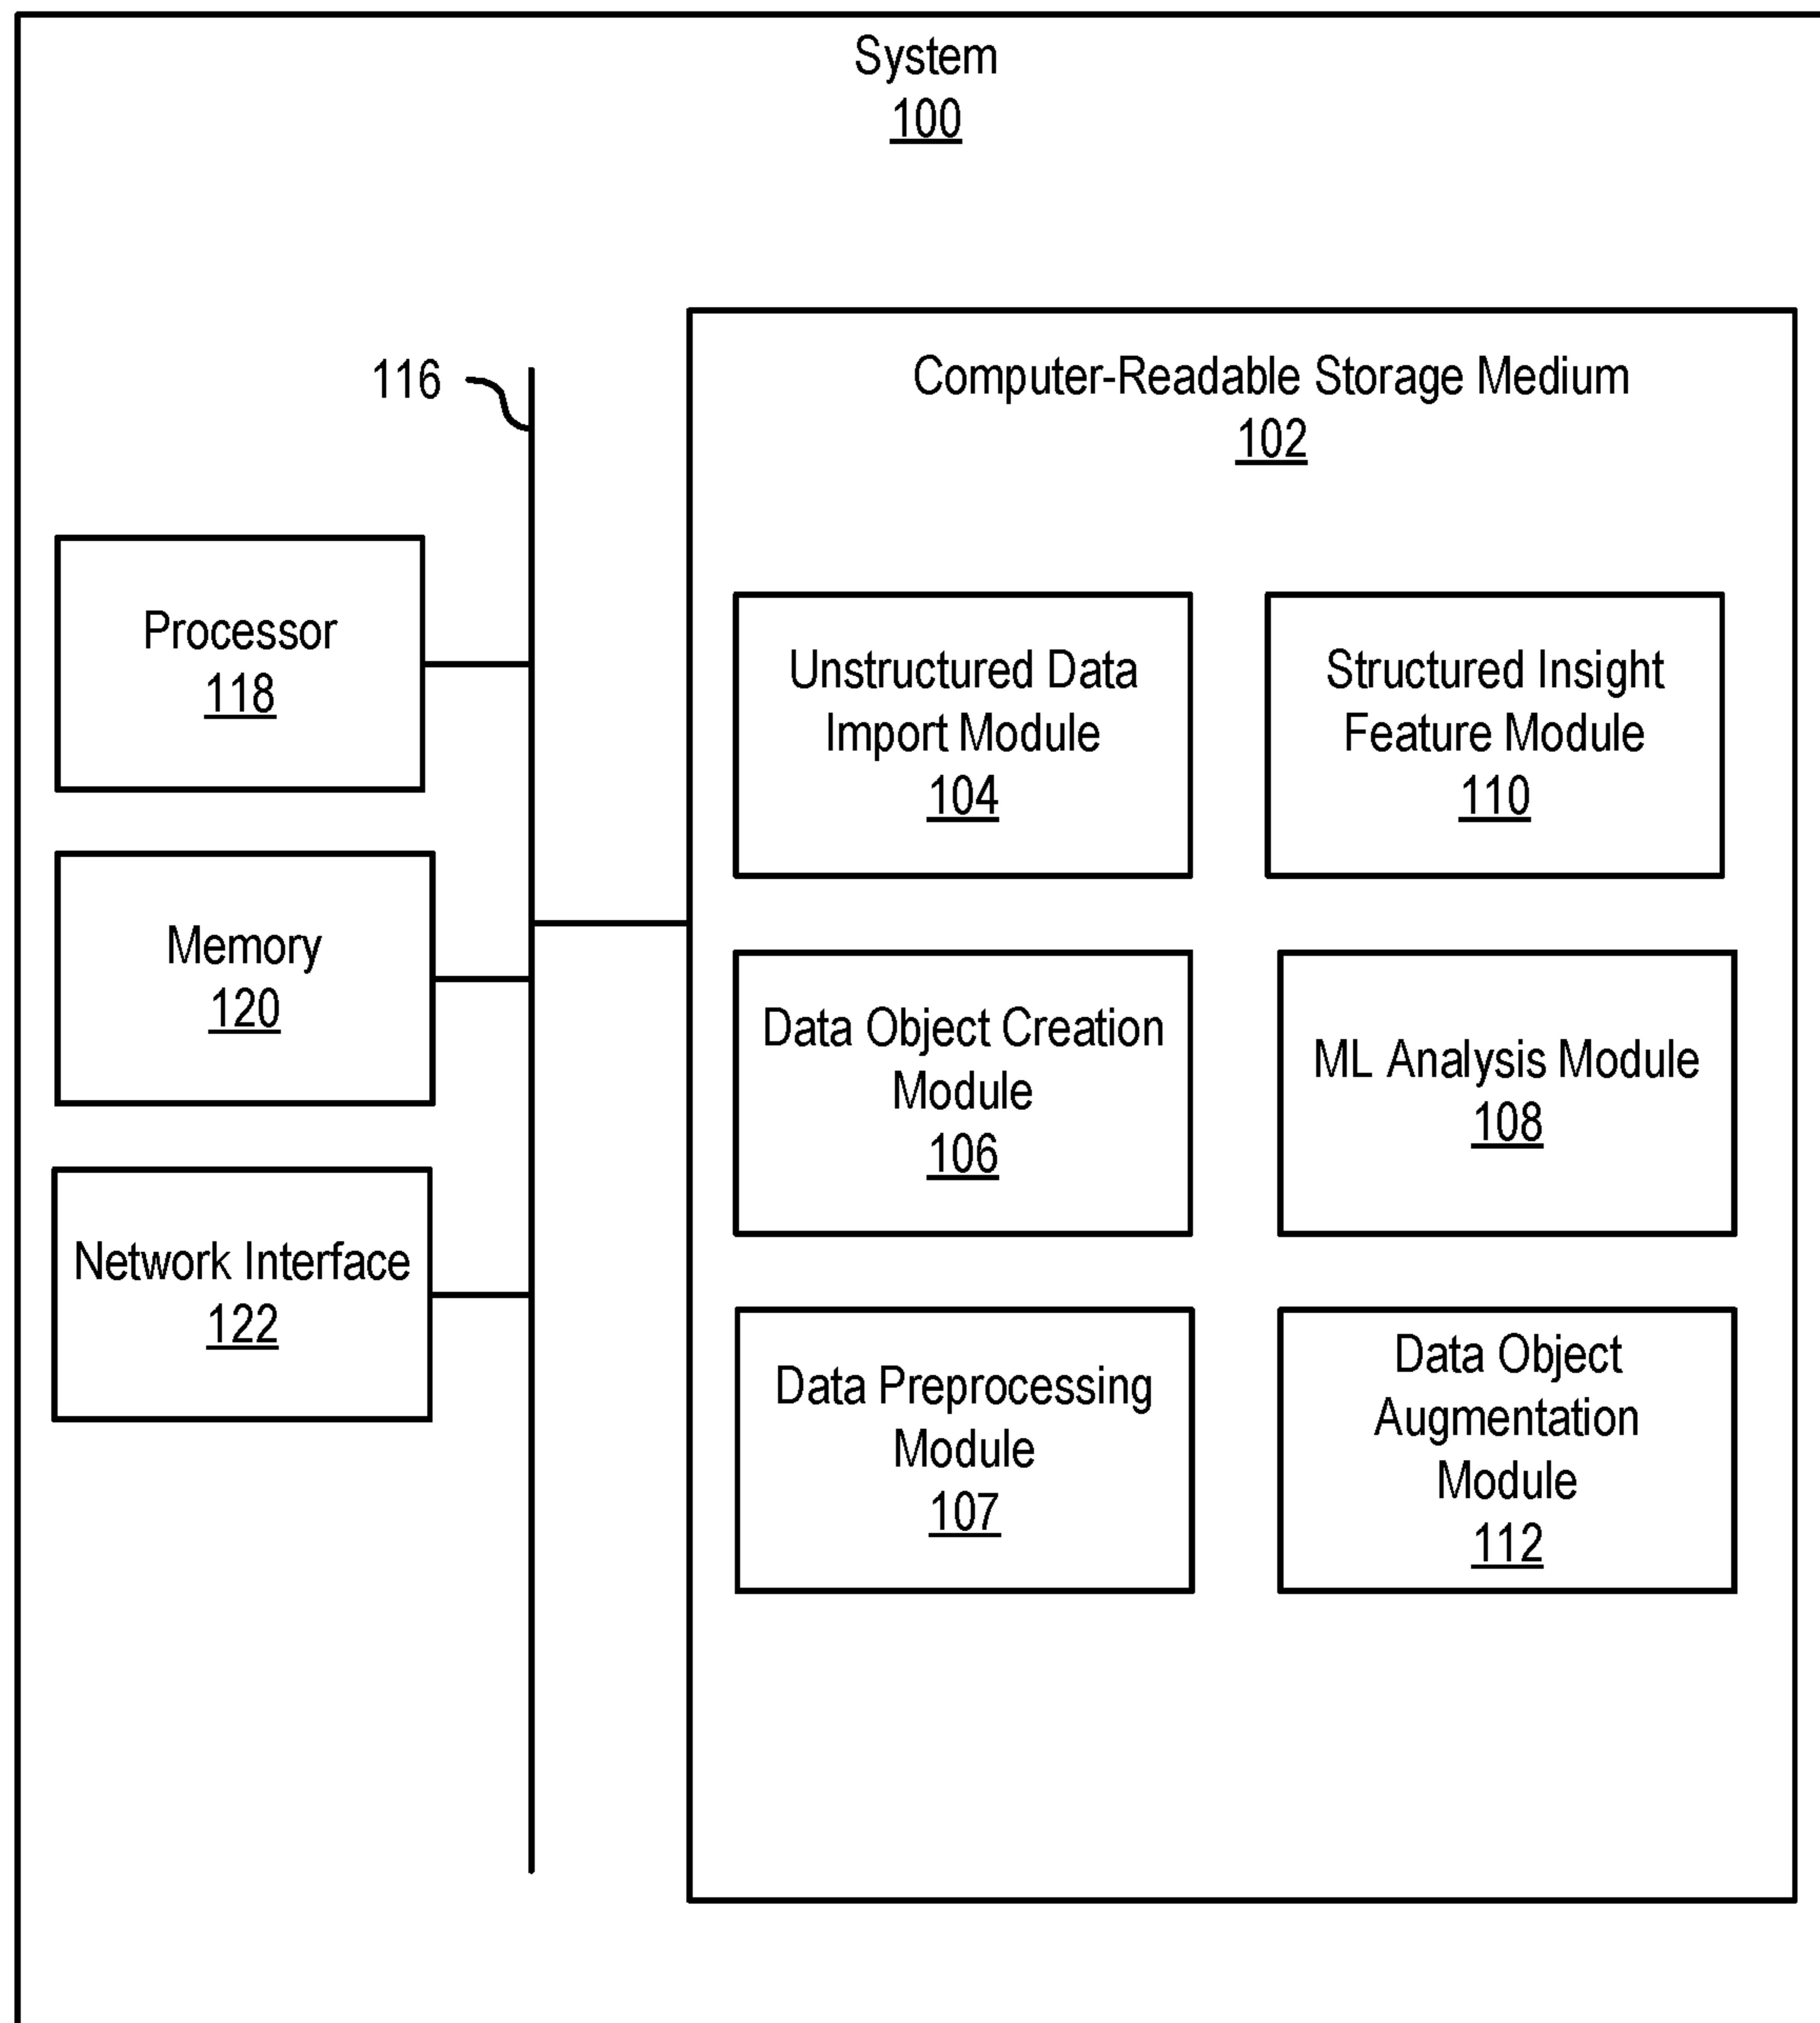 System
100
116
Computer-Readable Storage Medium
102
Processor
118
Memory
120
Network Interface
122
Unstructured Data
Import Module
104
Structured Insight
Feature Module
110
Data Object Creation
Module
106
ML Analysis Module
108
Data Preprocessing
Module
107
Data Object
Augmentation
Module
112